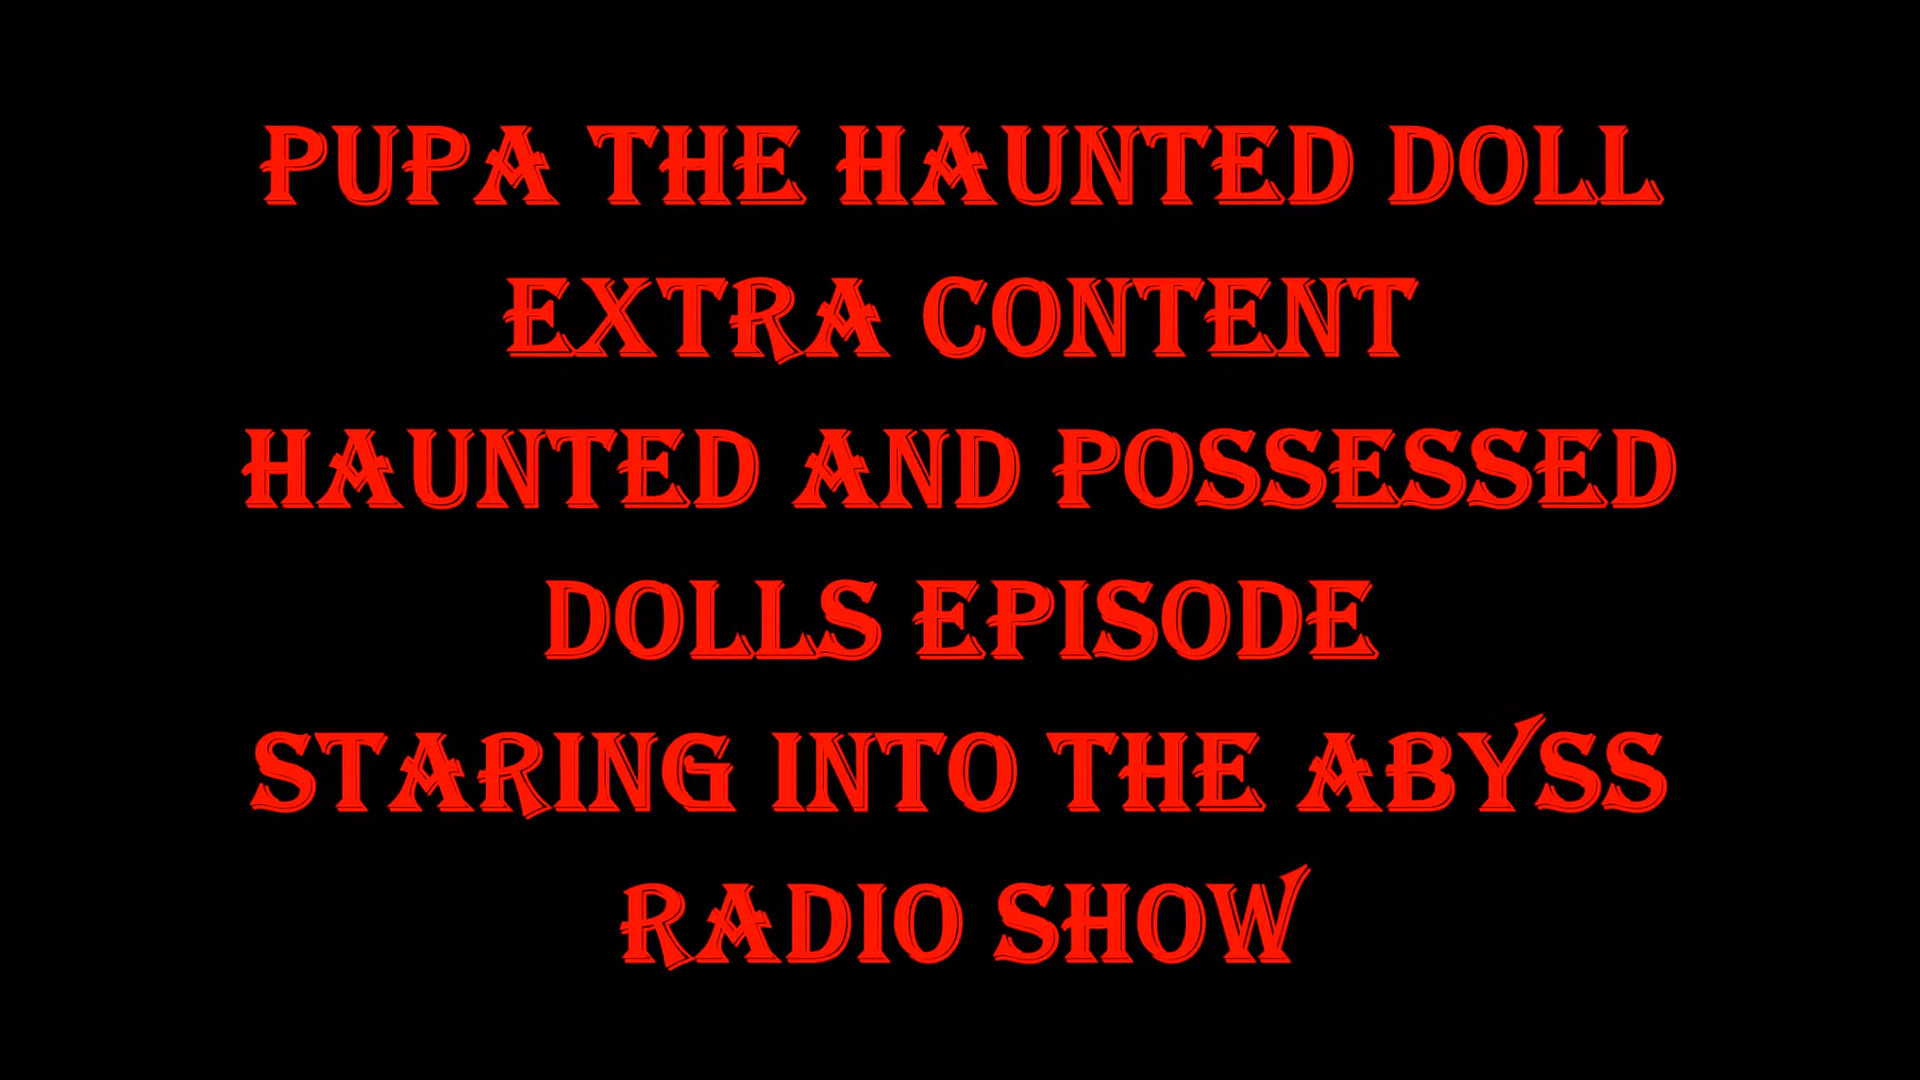 PUPA THE HAUNTED DOLL
EXTRA CONTENT
HAUNTED AND POSSESSED
DOLLS EPISODE
STARING INTO THE ABYSS
RADIO SHOW